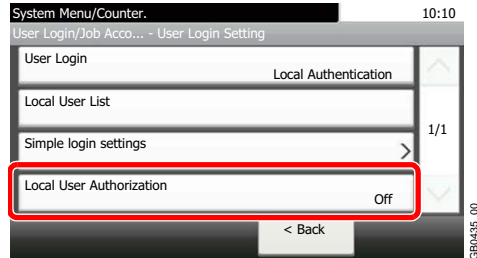 System Menu/Counter.
10:10
User Login/Job Acco... - User Login Setting
User Login
Local Authentication
Local User List
1/1
Simple login settings
Local User Authorization
Off
< Back
GB0435_00